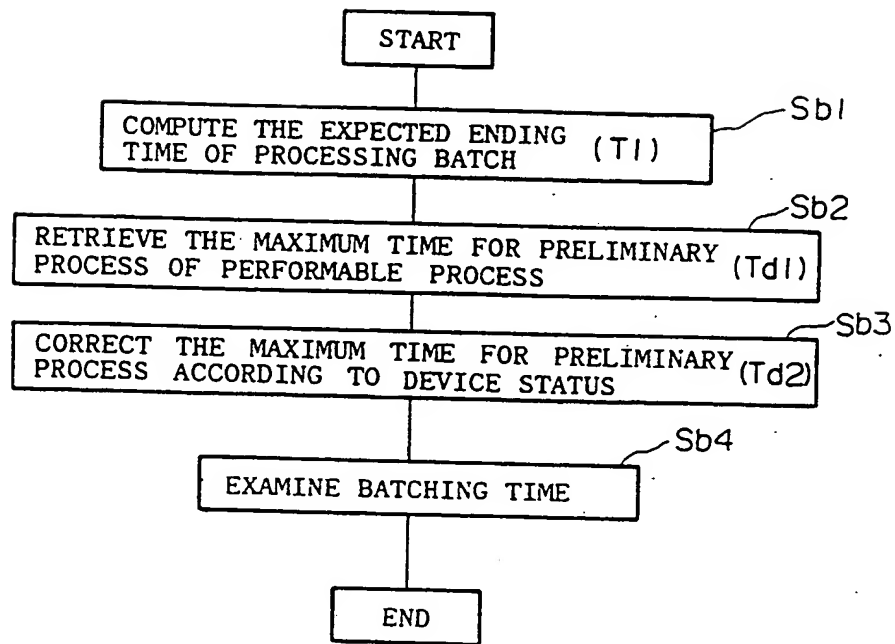 START
Sb1
COMPUTE THE EXPECTED ENDING
TIME OF PROCESSING BATCH (T1)
Sb2
RETRIEVE THE MAXIMUM TIME FOR PRELIMINARY
PROCESS OF PERFORMABLE PROCESS (Td1)
Sb3
CORRECT THE MAXIMUM TIME FOR PRELIMINARY
PROCESS ACCORDING TO DEVICE STATUS (Td2)
Sb4
EXAMINE BATCHING TIME
END